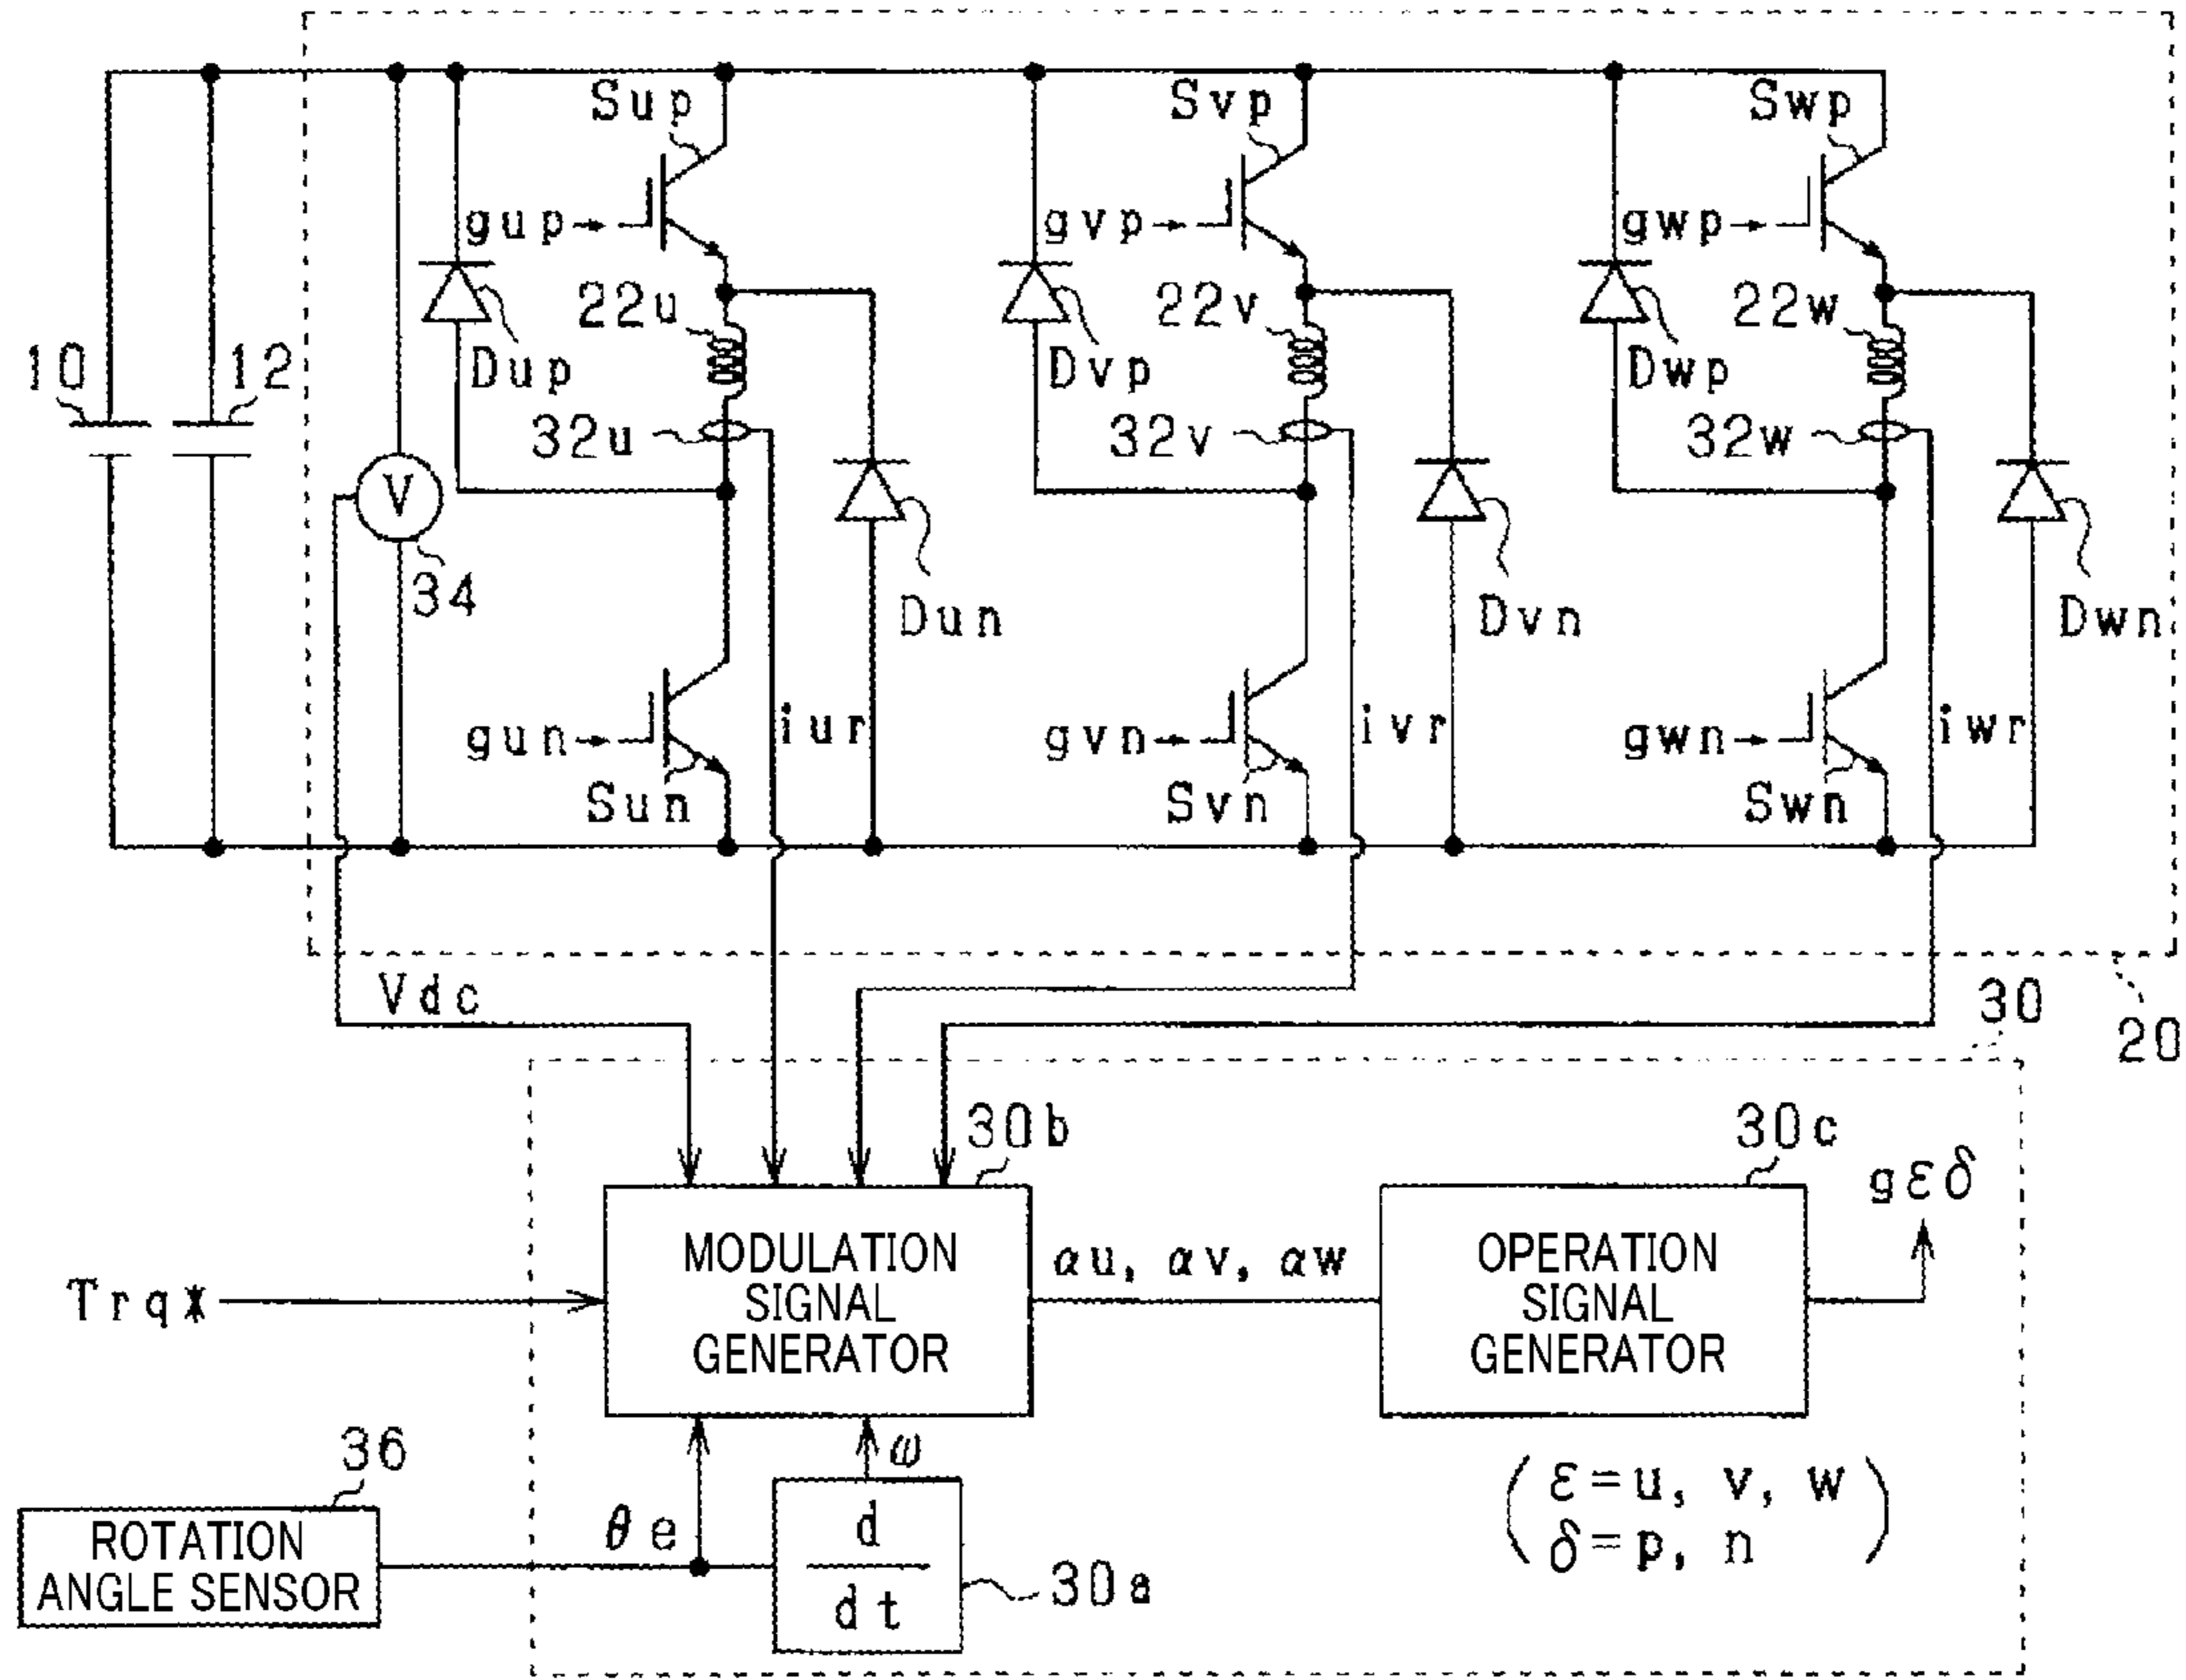 Sup Svp Swp
gup gvp gwp
22u 22v 22w
10 12 Dup Dvp Dwp
32u 32v 32w
V
34
Dun Dvn Dwn
gun iur gvn ivr gwn iwr
Sun Svn Swn
Vdc
30
20
30b 30c
gεδ
MODULATION
SIGNAL
GENERATOR
αu, αv, αw
OPERATION
SIGNAL
GENERATOR
Trq*
36
ω
θe
ROTATION
ANGLE SENSOR
d
dt
30a
ε=u, v, w
δ=p, n